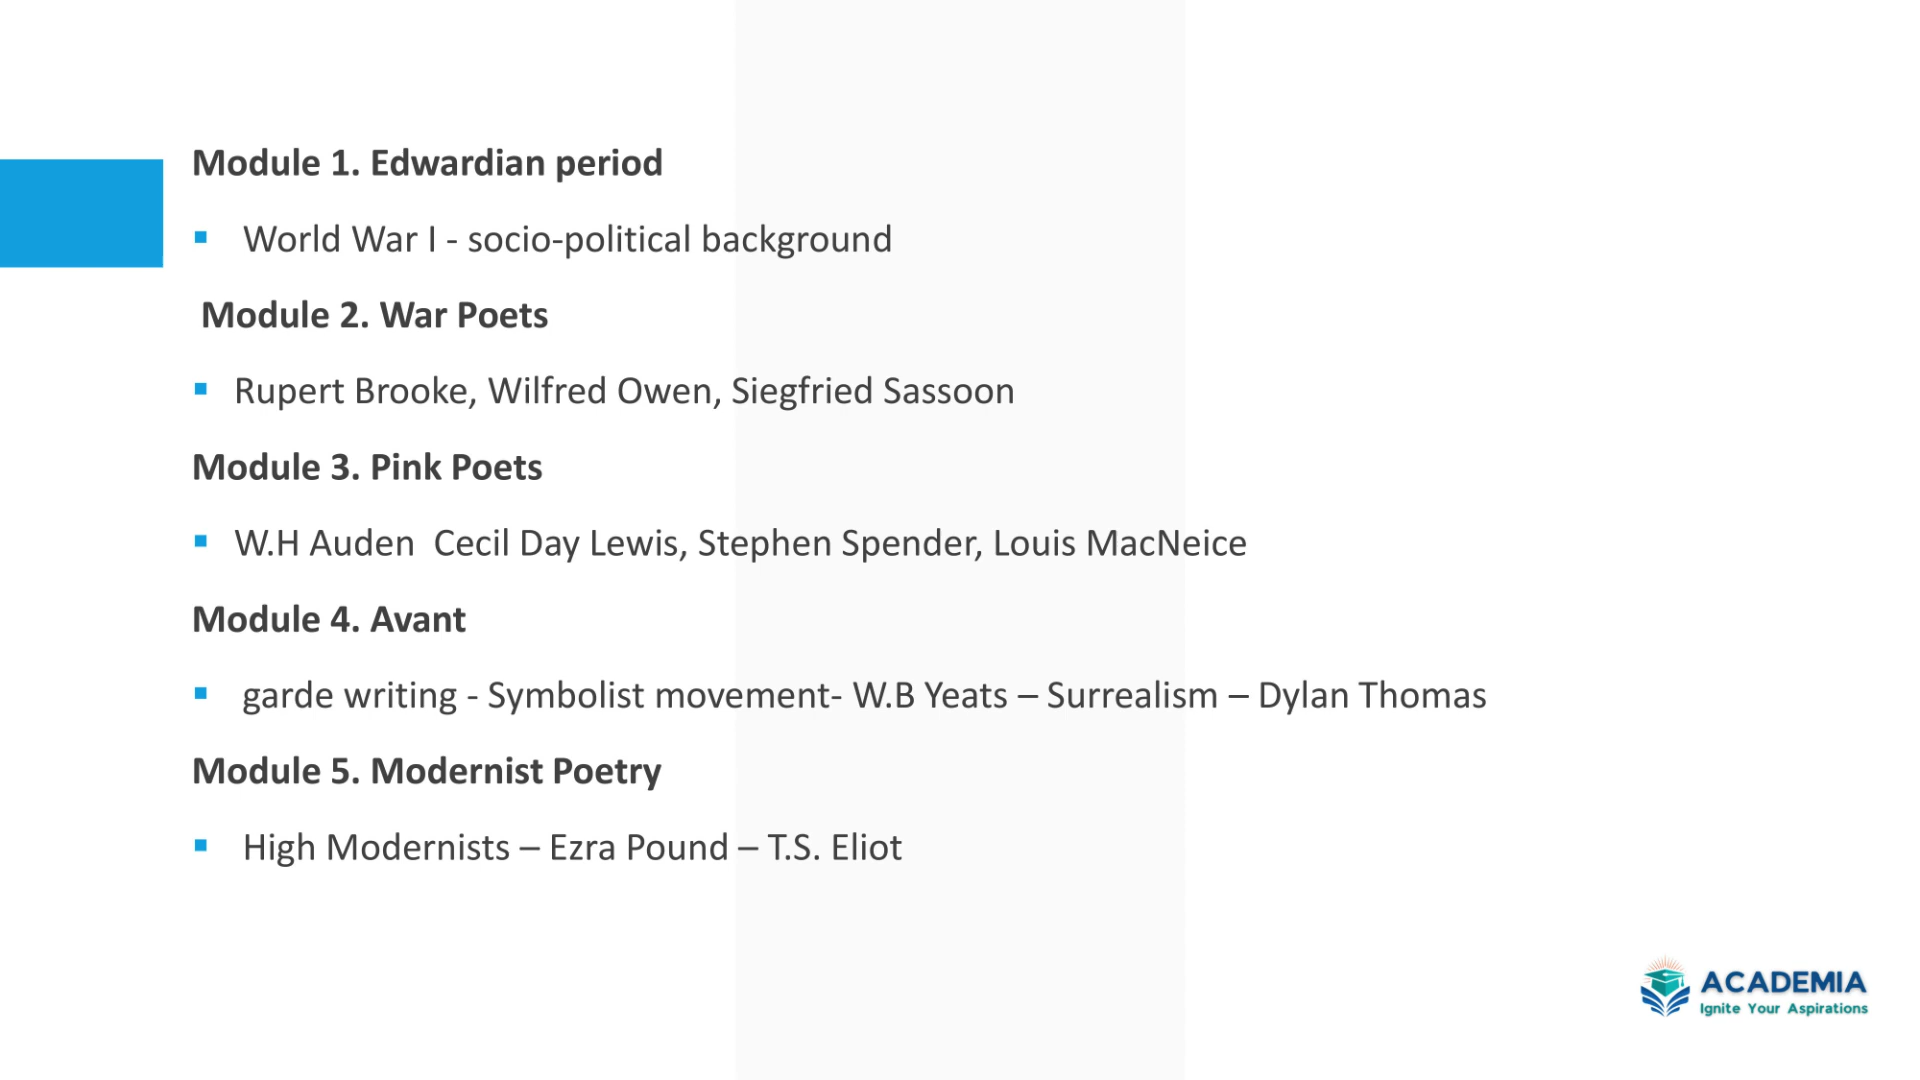 Module 1. Edwardian period
World War I - socio-political background
Module 2. War Poets
Rupert Brooke, Wilfred Owen, Siegfried Sassoon
Module 3. Pink Poets
W.H Auden  Cecil Day Lewis, Stephen Spender, Louis MacNeice
Module 4. Avant
garde writing - Symbolist movement- W.B Yeats – Surrealism – Dylan Thomas
Module 5. Modernist Poetry
High Modernists – Ezra Pound – T.S. Eliot
ACADEMIA
Ignite Your Aspirations